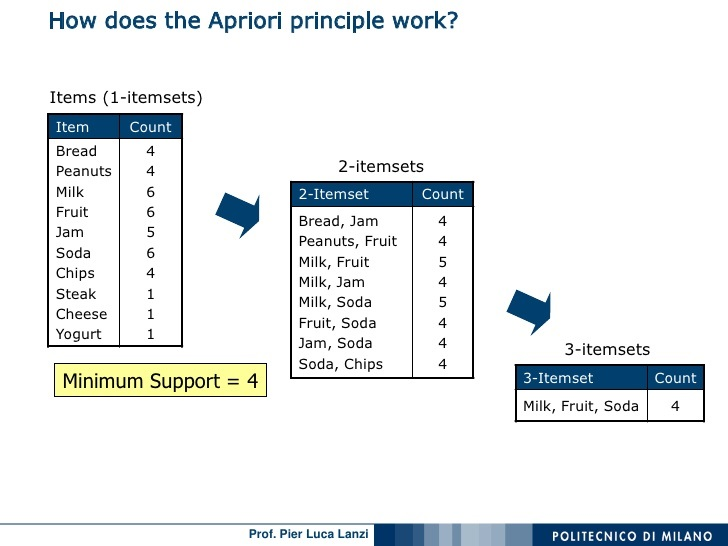 How does the Apriori principle work?
Items (1-itemsets)
Item Count
Bread 4
Peanuts 4
Milk 6
Fruit 6
Jam 5
Soda 6
Chips 4
Steak 1
Cheese 1
Yogurt 1
Minimum Support = 4
2-itemsets
2-Itemset Count
Bread, Jam 4
Peanuts, Fruit 4
Milk, Fruit 5
Milk, Jam 4
Milk, Soda 5
Fruit, Soda 4
Jam, Soda 4
Soda, Chips 4
3-itemsets
3-Itemset Count
Milk, Fruit, Soda 4
Prof. Pier Luca Lanzi
POLITECNICO DI MILANO